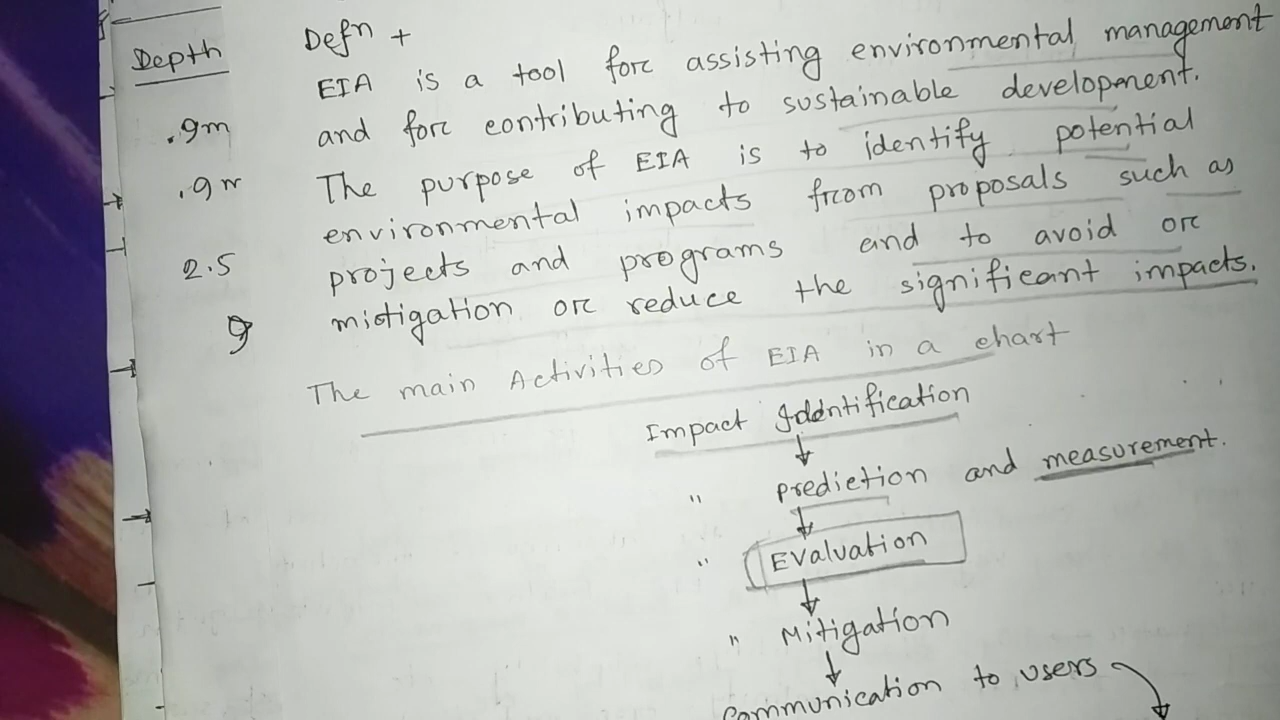 Depth
.9m
.9m
2.5
9
Defn +
EIA is a tool for assisting environmental management
and for contributing to sustainable development.
The purpose of EIA is to identify potential
environmental impacts from proposals such as
projects and programs and to avoid or
mistigation or reduce the significant impacts.
The main Activities of EIA in a chart
Impact Identification
↓
" prediction and measurement.
↓
" Evaluation
↓
" Mitigation
↓
Communication to users